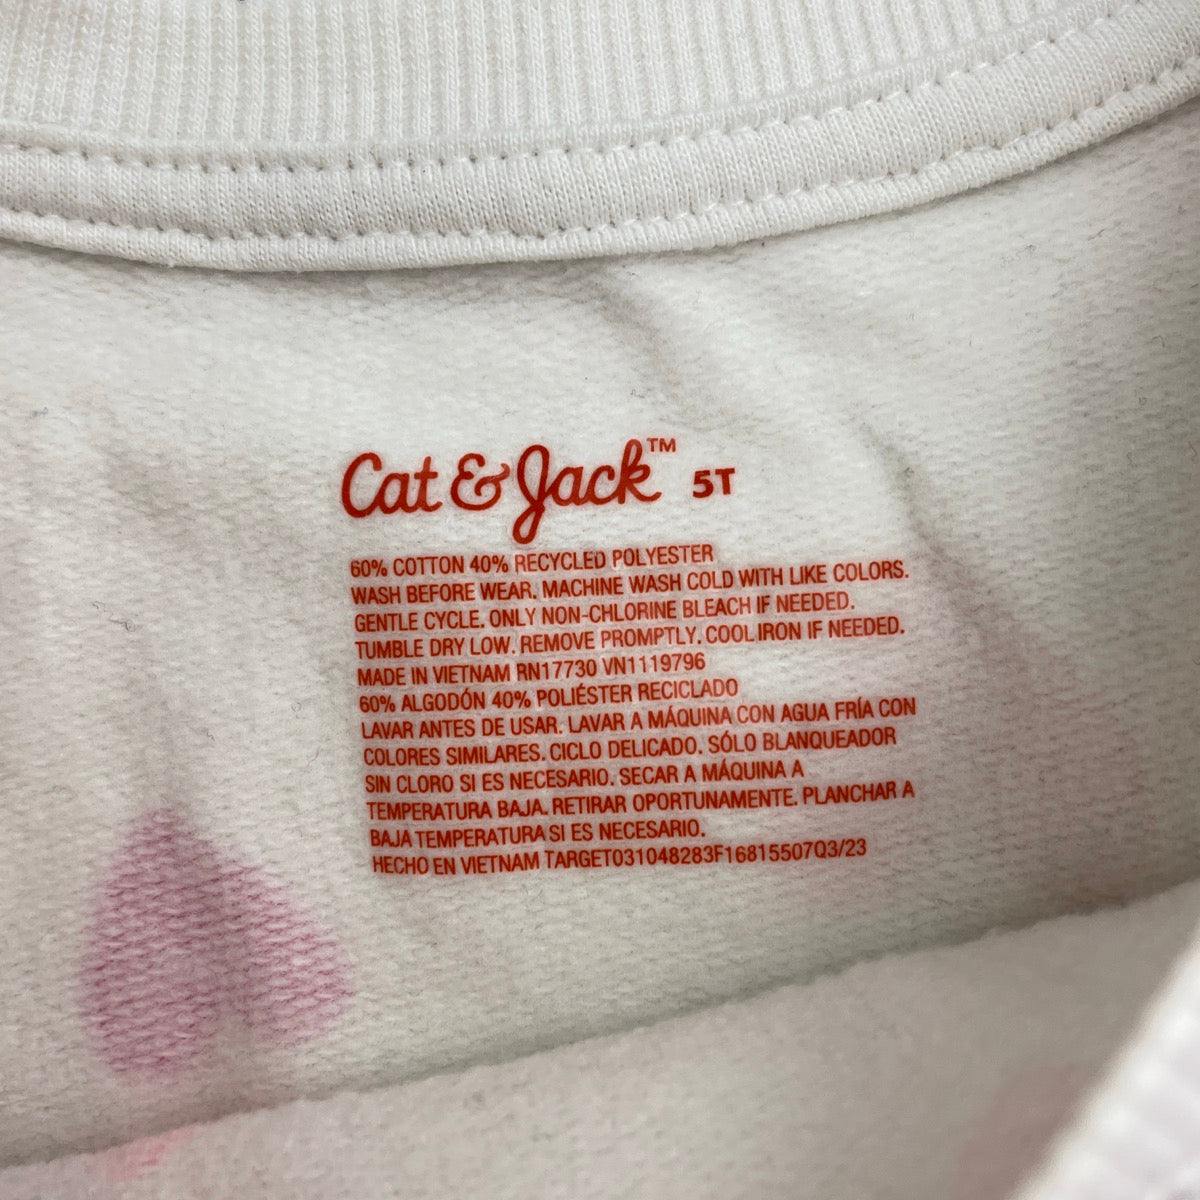 Cat & Jack™ 5T
60% COTTON 40% RECYCLED POLYESTER
WASH BEFORE WEAR. MACHINE WASH COLD WITH LIKE COLORS.
GENTLE CYCLE. ONLY NON-CHLORINE BLEACH IF NEEDED.
TUMBLE DRY LOW. REMOVE PROMPTLY. COOL IRON IF NEEDED.
MADE IN VIETNAM RN17730 VN1119796
60% ALGODÓN 40% POLIÉSTER RECICLADO
LAVAR ANTES DE USAR. LAVAR A MÁQUINA CON AGUA FRÍA CON
COLORES SIMILARES. CICLO DELICADO. SÓLO BLANQUEADOR
SIN CLORO SI ES NECESARIO. SECAR A MÁQUINA A
TEMPERATURA BAJA. RETIRAR OPORTUNAMENTE. PLANCHAR A
BAJA TEMPERATURA SI ES NECESARIO.
HECHO EN VIETNAM TARGET031048283F16815507Q3/23